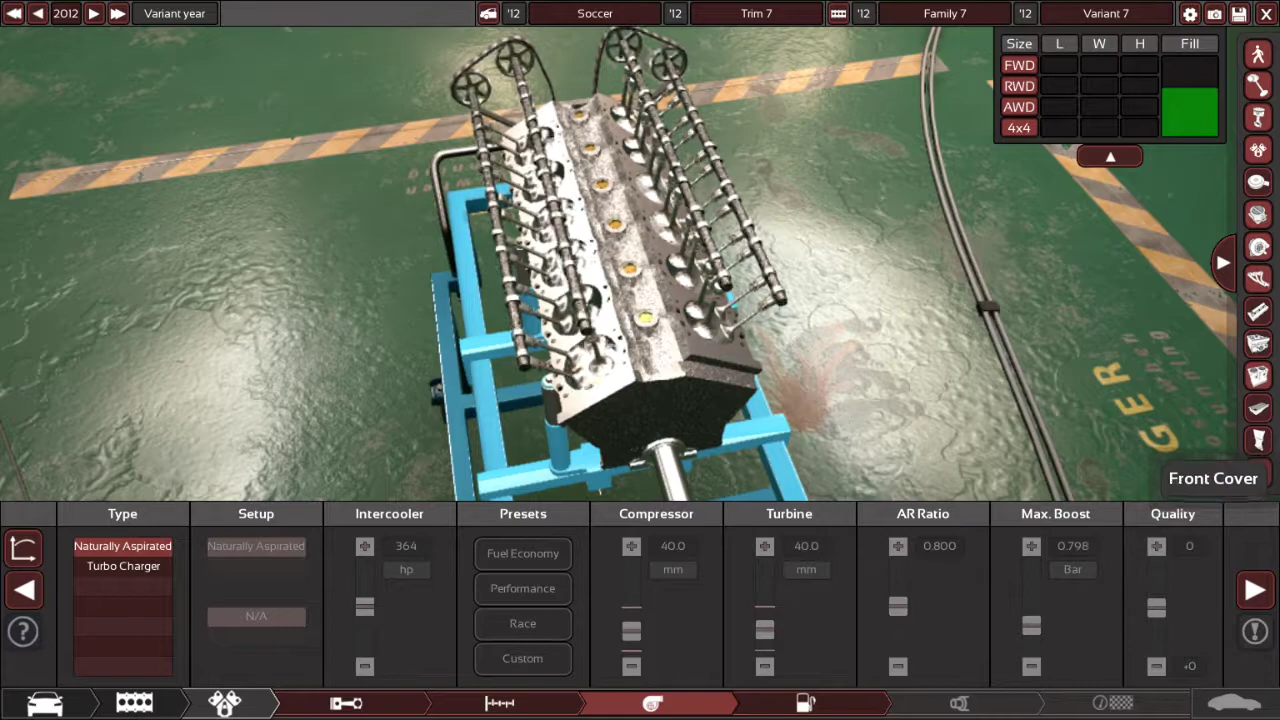 2012 Variant year '12 Soccer '12 Trim 7 '12 Family 7 '12 Variant 7
Size L W H Fill
FWD
RWD
AWD
4x4
GER
Front Cover
Type Setup Intercooler Presets Compressor Turbine AR Ratio Max. Boost Quality
Naturally Aspirated Naturally Aspirated 364 Fuel Economy 40.0 40.0 0.800 0.798 0
Turbo Charger hp mm mm Bar
Performance
N/A Race
Custom +0